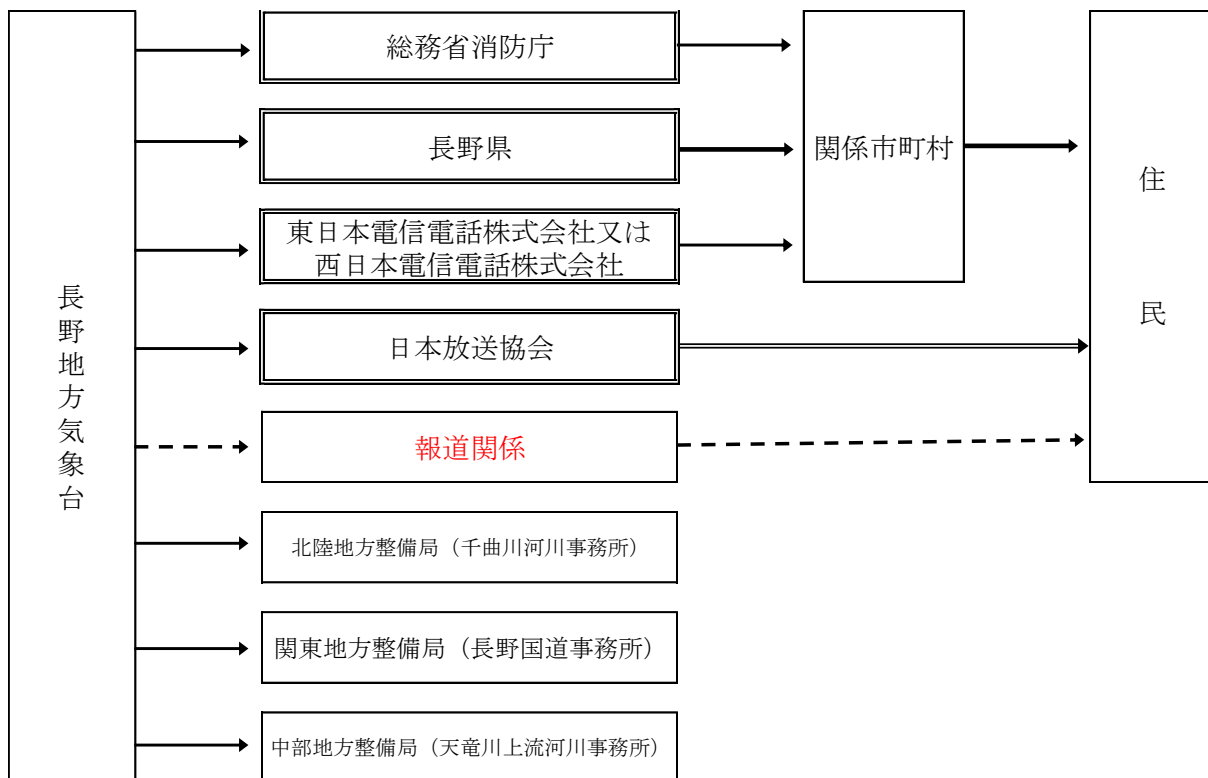 長野地方気象台
総務省消防庁
長野県
東日本電信電話株式会社又は
西日本電信電話株式会社
日本放送協会
報道関係
北陸地方整備局（千曲川河川事務所）
関東地方整備局（長野国道事務所）
中部地方整備局（天竜川上流河川事務所）
関係市町村
住民